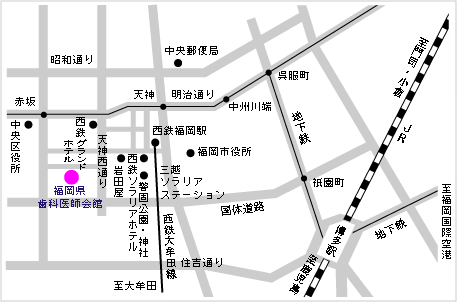 中央郵便局
昭和通り
呉服町
至門司・小倉
天神
明治通り
赤坂
中洲川端
地下鉄
JR
中央区役所
西鉄グランドホテル
天神西通り
西鉄福岡駅
福岡市役所
三越
ソラリア
ステーション
岩田屋
西鉄ソラリアホテル
警固公園・神社
福岡県
歯科医師会館
祇園町
国体道路
西鉄大牟田線
住吉通り
博多駅
地下鉄
至福岡国際空港
至鹿児島
至大牟田